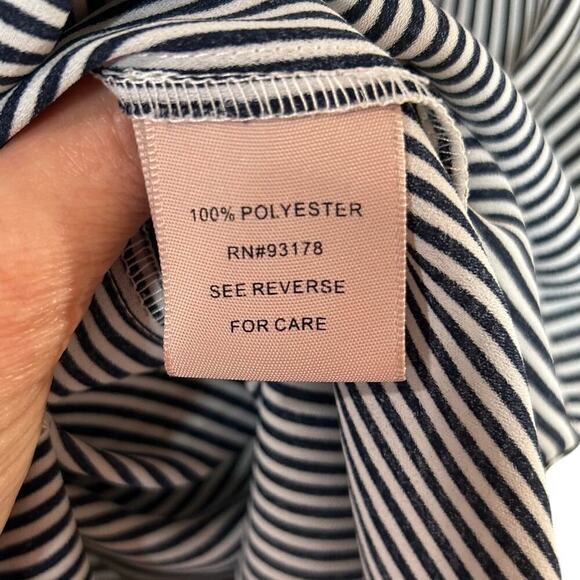 100% POLYESTER
RN#93178
SEE REVERSE
FOR CARE